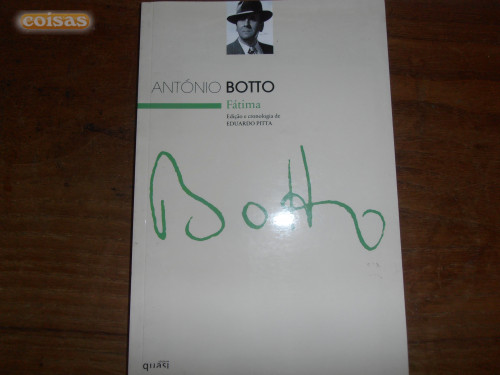 coisas
ANTÓNIO BOTTO
Fátima
Edição e cronologia de
EDUARDO PITTA
Botto
quasi